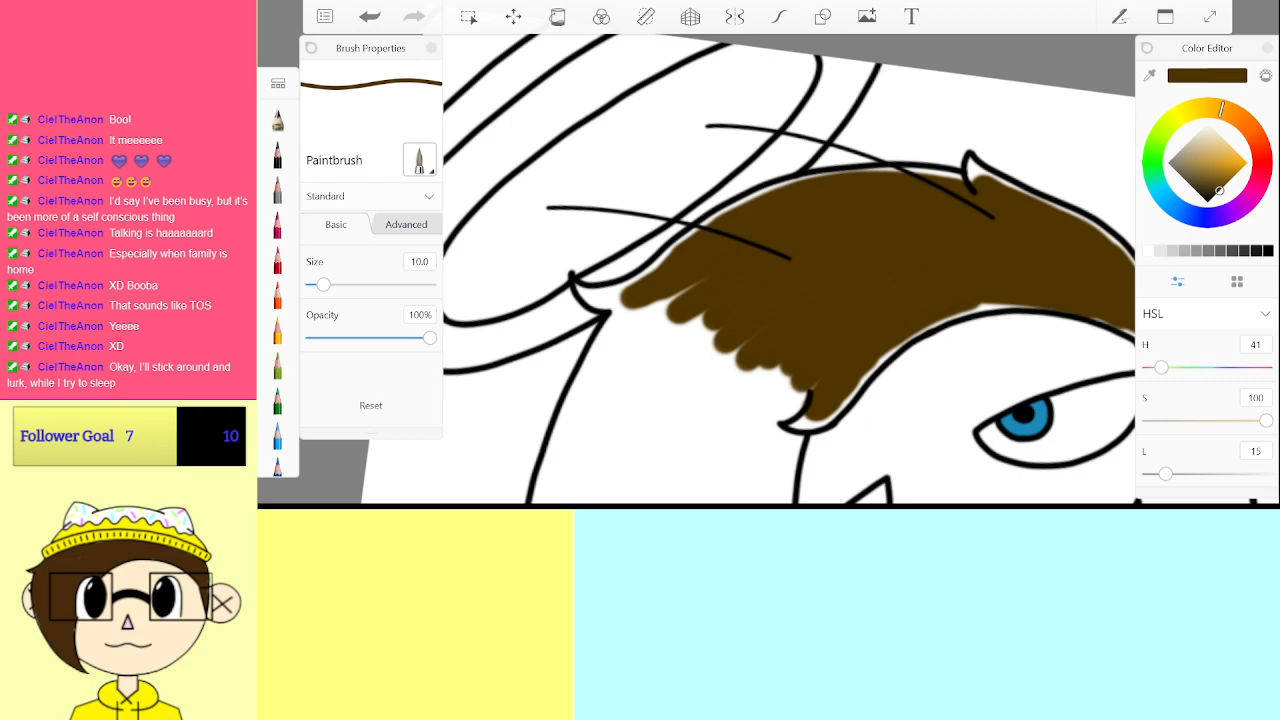 CielTheAnon Boo!
CielTheAnon It meeeeee
CielTheAnon
CielTheAnon
CielTheAnon I'd say I've been busy, but it's
been more of a self conscious thing
CielTheAnon Talking is haaaaaard
CielTheAnon Especially when family is
home
CielTheAnon XD Booba
CielTheAnon That sounds like TOS
CielTheAnon Yeeee
CielTheAnon XD
CielTheAnon Okay, I'll stick around and
lurk, while I try to sleep
Follower Goal 7 10
T
Brush Properties
Paintbrush
Standard
Basic Advanced
Size 10.0
Opacity 100%
Reset
Color Editor
HSL
H 41
S 100
L 15